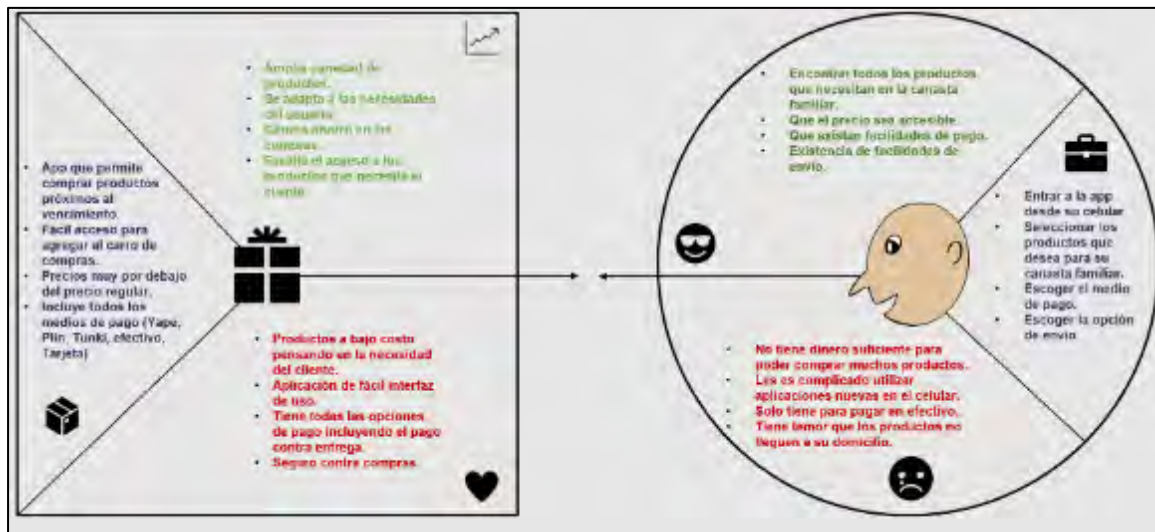 • Amplia variedad de
productos.
• Se adapta a las necesidades
del usuario.
• Genera ahorro en las
compras.
• Facilita el acceso a los
productos que necesita el
cliente.
• App que permite
comprar productos
próximos al
vencimiento.
• Fácil acceso para
agregar al carro de
compras.
• Precios muy por debajo
del precio regular.
• Incluye todos los
medios de pago (Yape,
Plin, Tunki, efectivo,
Tarjeta)
• Productos a bajo costo
pensando en la necesidad
del cliente.
• Aplicación de fácil interfaz
de uso.
• Tiene todas las opciones
de pago incluyendo el pago
contra entrega.
• Seguro contra compras.
• Encontrar todos los productos
que necesitan en la canasta
familiar.
• Que el precio sea accesible.
• Que existan facilidades de pago.
• Existencia de facilidades de
envío.
• Entrar a la app
desde su celular
• Seleccionar los
productos que
desea para su
canasta familiar.
• Escoger el medio
de pago.
• Escoger la opción
de envío
• No tiene dinero suficiente para
poder comprar muchos productos.
• Les es complicado utilizar
aplicaciones nuevas en el celular.
• Solo tiene para pagar en efectivo.
• Tiene temor que los productos no
lleguen a su domicilio.